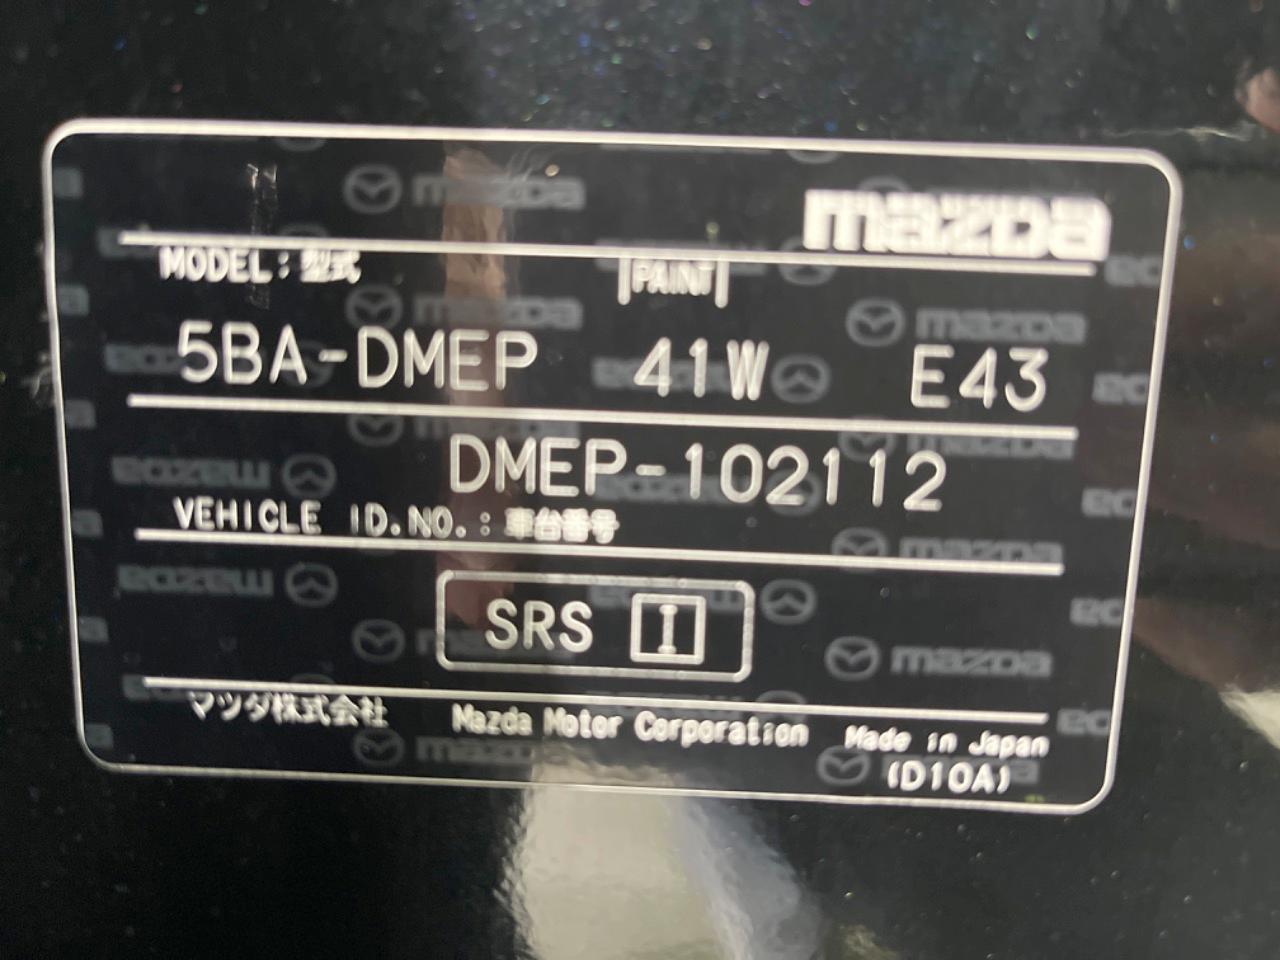 mazda
MODEL:型式 PAINT
5BA-DMEP 41W E43
DMEP-102112
VEHICLE ID.NO.:車台番号
SRS I
マツダ株式会社 Mazda Motor Corporation Made in Japan
(D10A)